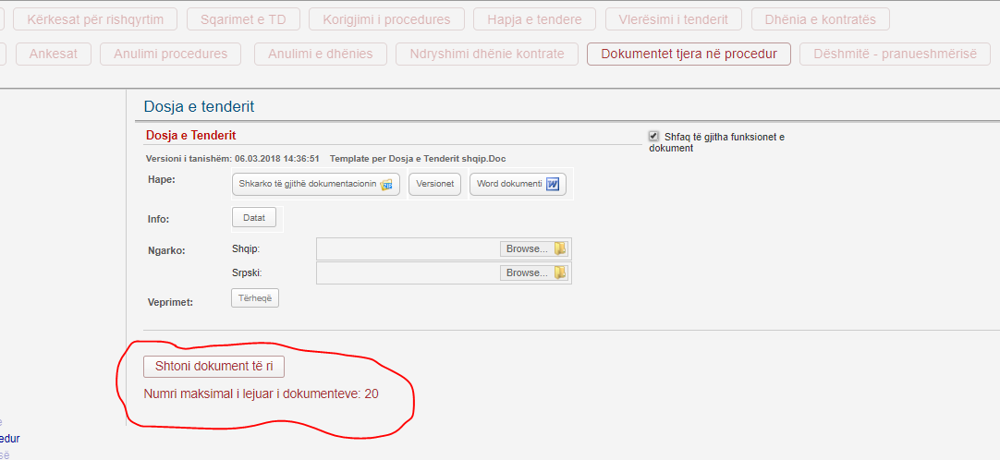 Kërkesat për rishqyrtim Sqarimet e TD Korigjimi i procedures Hapja e tendere Vlerësimi i tenderit Dhënia e kontratës
Ankesat Anulimi procedures Anulimi e dhënies Ndryshimi dhënie kontrate Dokumentet tjera në procedur Dëshmitë - pranueshmërisë
Dosja e tenderit
Dosja e Tenderit
Shfaq të gjitha funksionet e
dokument
Versioni i tanishëm: 06.03.2018 14:36:51 Template per Dosja e Tenderit shqip.Doc
Hape: Shkarko të gjithë dokumentacionin Versionet Word dokumenti
Info: Datat
Ngarko: Shqip: Browse...
Srpski: Browse...
Veprimet: Tërheqë
Shtoni dokument të ri
Numri maksimal i lejuar i dokumenteve: 20
e
edur
së